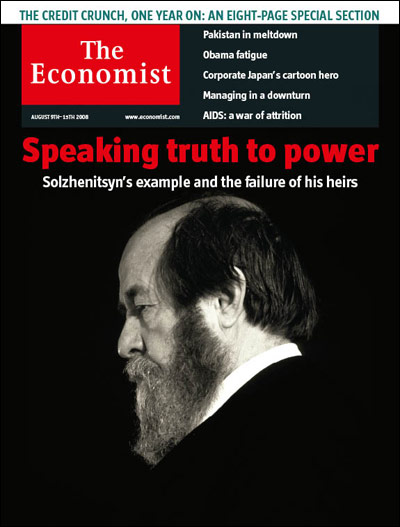 THE CREDIT CRUNCH, ONE YEAR ON: AN EIGHT-PAGE SPECIAL SECTION
The
Economist
AUGUST 9TH–15TH 2008
www.economist.com
Pakistan in meltdown
Obama fatigue
Corporate Japan's cartoon hero
Managing in a downturn
AIDS: a war of attrition
Speaking truth to power
Solzhenitsyn's example and the failure of his heirs